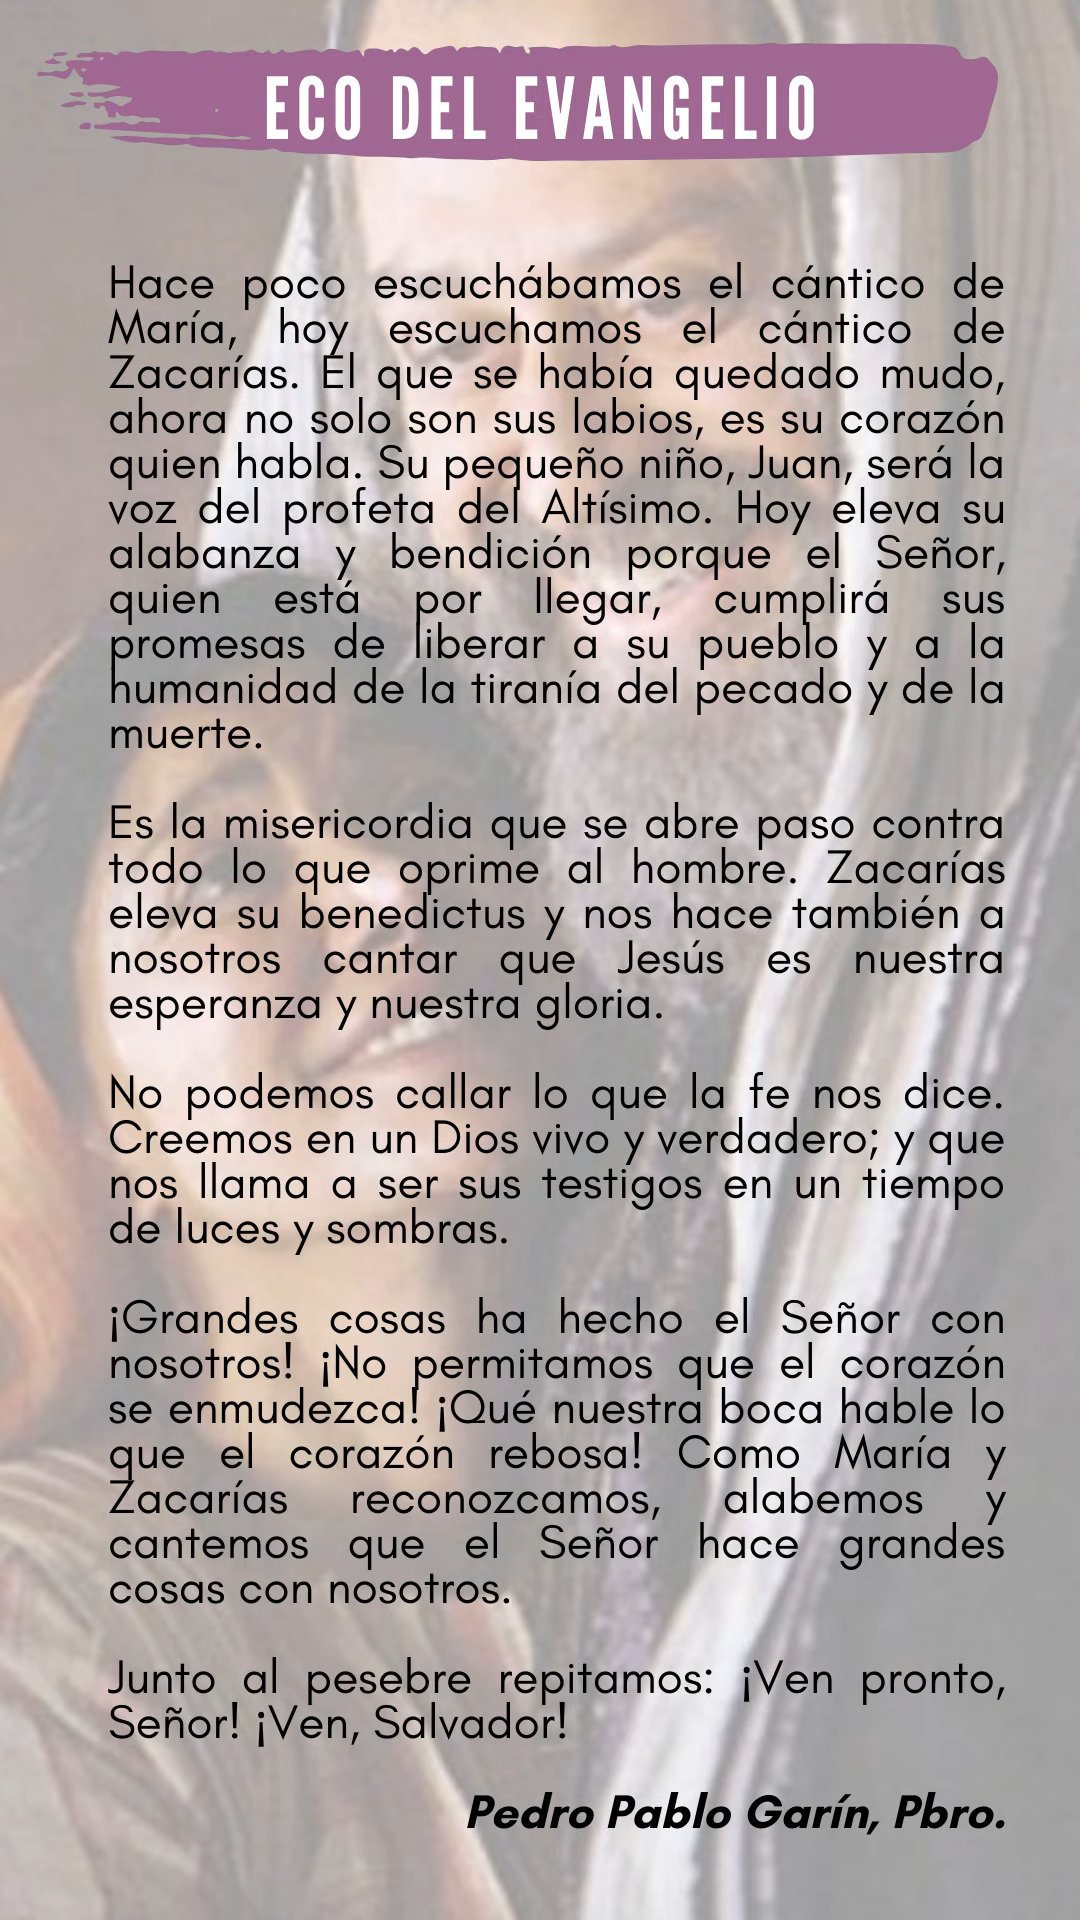 ECO DEL EVANGELIO
Hace poco escuchábamos el cántico de
María, hoy escuchamos el cántico de
Zacarías. Él que se había quedado mudo,
ahora no solo son sus labios, es su corazón
quien habla. Su pequeño niño, Juan, será la
voz del profeta del Altísimo. Hoy eleva su
alabanza y bendición porque el Señor,
quien está por llegar, cumplirá sus
promesas de liberar a su pueblo y a la
humanidad de la tiranía del pecado y de la
muerte.
Es la misericordia que se abre paso contra
todo lo que oprime al hombre. Zacarías
eleva su benedictus y nos hace también a
nosotros cantar que Jesús es nuestra
esperanza y nuestra gloria.
No podemos callar lo que la fe nos dice.
Creemos en un Dios vivo y verdadero; y que
nos llama a ser sus testigos en un tiempo
de luces y sombras.
¡Grandes cosas ha hecho el Señor con
nosotros! ¡No permitamos que el corazón
se enmudezca! ¡Qué nuestra boca hable lo
que el corazón rebosa! Como María y
Zacarías reconozcamos, alabemos y
cantemos que el Señor hace grandes
cosas con nosotros.
Junto al pesebre repitamos: ¡Ven pronto,
Señor! ¡Ven, Salvador!
Pedro Pablo Garín, Pbro.